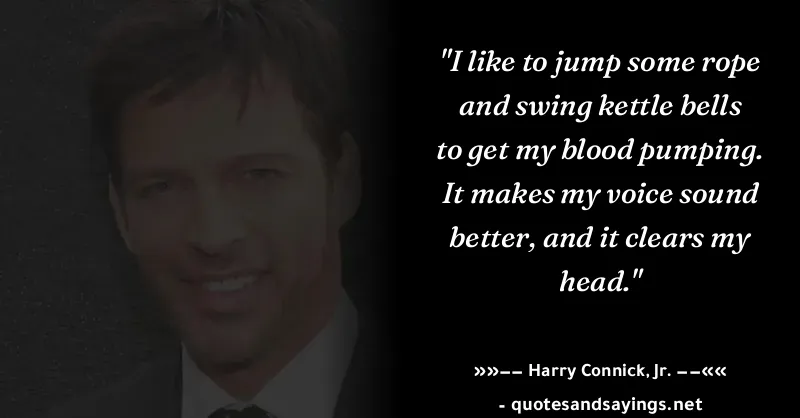 "I like to jump some rope
and swing kettle bells
to get my blood pumping.
It makes my voice sound
better, and it clears my
head."
»»−− Harry Connick, Jr. −−««
- quotesandsayings.net